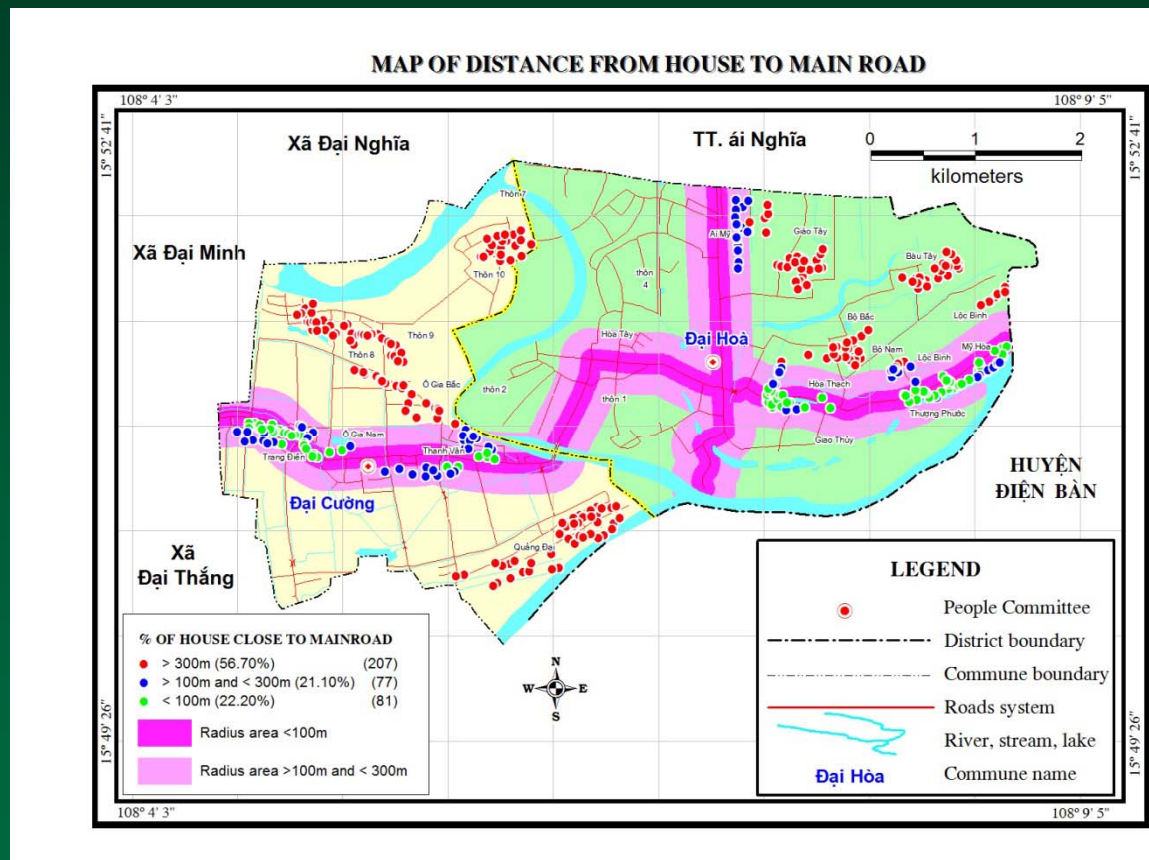 MAP OF DISTANCE FROM HOUSE TO MAIN ROAD
108° 4' 3"
108° 9' 5"
15° 52' 41"
15° 52' 41"
Xã Đại Nghĩa
TT. ái Nghĩa
0 1 2
kilometers
Xã Đại Minh
Thôn 7
Thôn 10
thôn 4
Ai Mỹ
Giáo Tây
Bàu Tây
Lộc Bình
Thôn 9
Thôn 8
Hòa Tây
Đại Hoà
Bộ Bắc
Bộ Nam
Lộc Bình
Mỹ Hòa
Ô Gia Bắc
thôn 2
thôn 1
Hòa Thạch
Thượng Phước
Giao Thủy
Ô Gia Nam
Trang Điền
Thanh Vân
Đại Cường
HUYỆN
ĐIỆN BÀN
Quảng Đại
Xã
Đại Thắng
% OF HOUSE CLOSE TO MAINROAD
> 300m (56.70%) (207)
> 100m and < 300m (21.10%) (77)
< 100m (22.20%) (81)
Radius area <100m
Radius area >100m and < 300m
N
W E
S
LEGEND
People Committee
District boundary
Commune boundary
Roads system
River, stream, lake
Đại Hòa Commune name
15° 49' 26"
15° 49' 26"
108° 4' 3"
108° 9' 5"